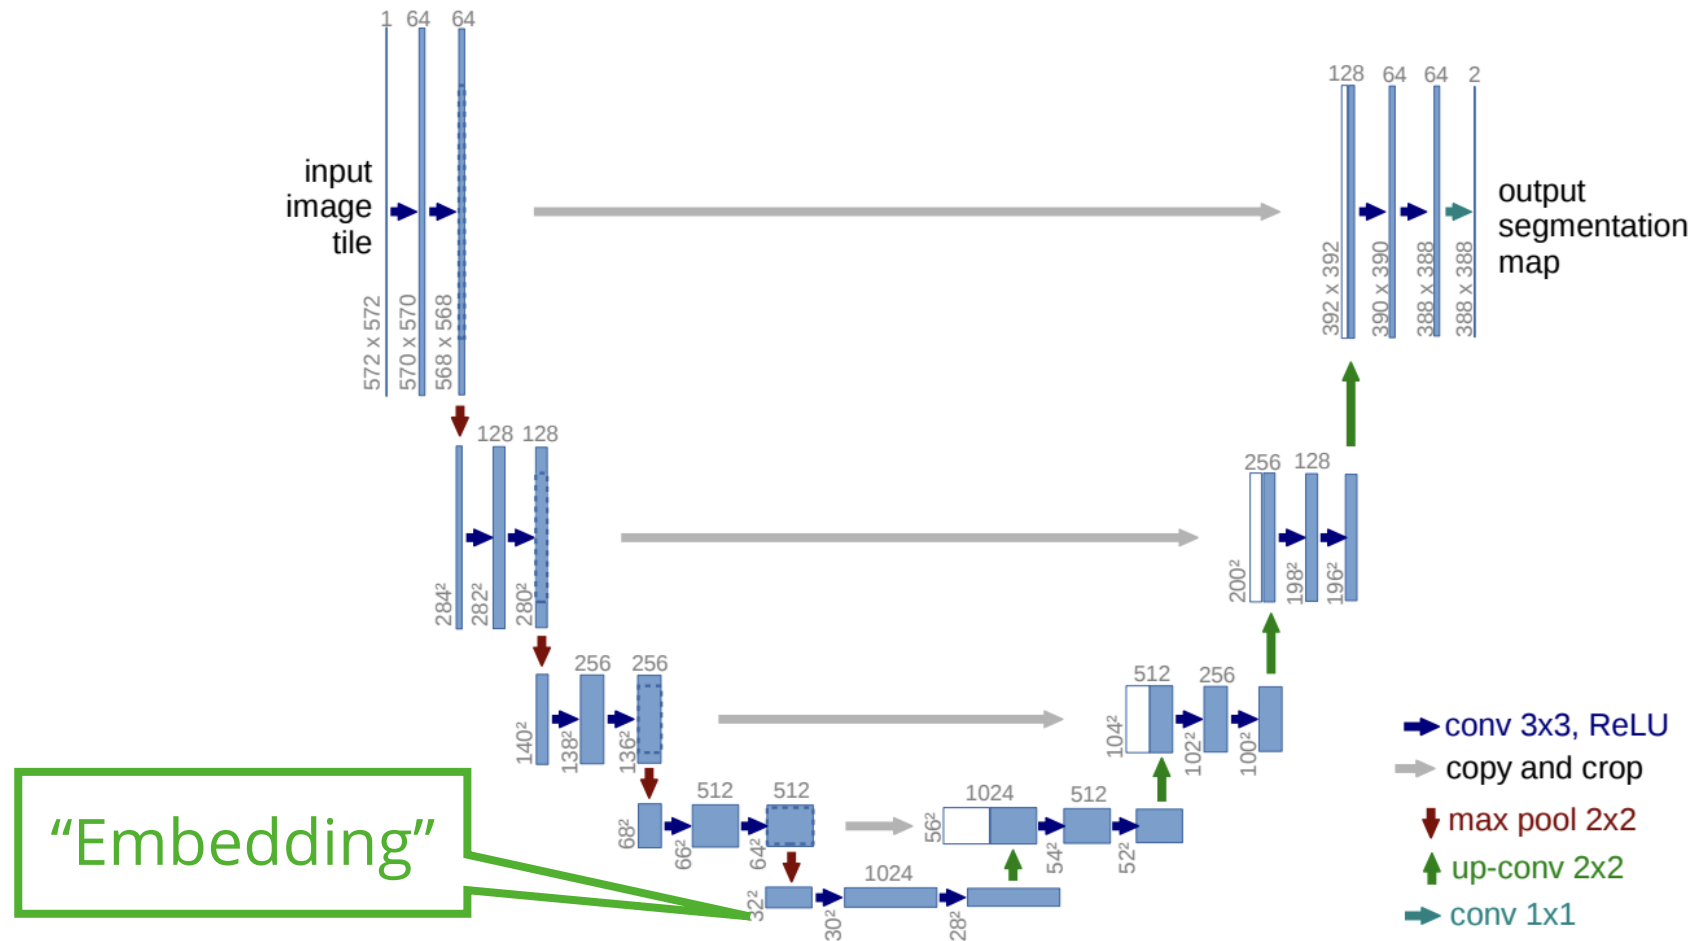 1 64 64
128 64 64 2
input
image
tile
output
segmentation
map
572 x 572
570 x 570
568 x 568
392 x 392
390 x 390
388 x 388
388 x 388
128 128
256 128
284²
282²
280²
200²
198²
196²
256 256
512 256
140²
138²
136²
104²
102²
100²
conv 3x3, ReLU
copy and crop
max pool 2x2
up-conv 2x2
conv 1x1
512 512
1024 512
68²
66²
64²
56²
54²
52²
“Embedding”
1024
32²
30²
28²